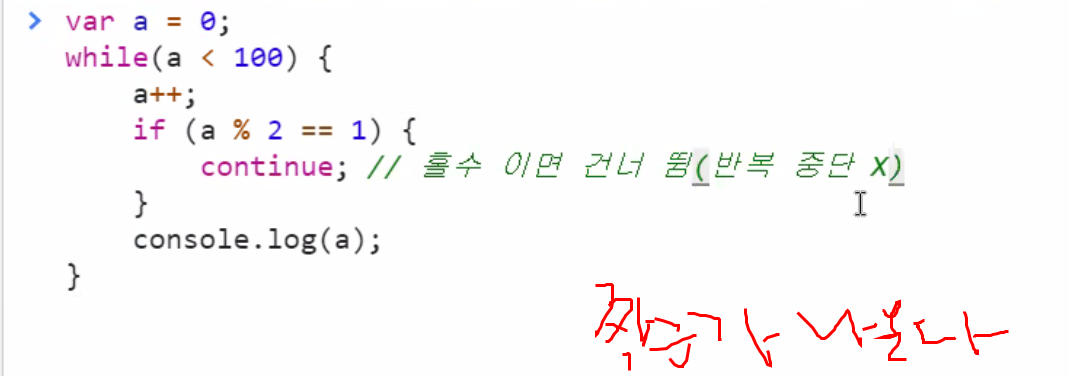 > var a = 0;
while(a < 100) {
a++;
if (a % 2 == 1) {
continue; // 홀수 이면 건너 뜀(반복 중단 X)
}
console.log(a);
}
짝수가 나온다